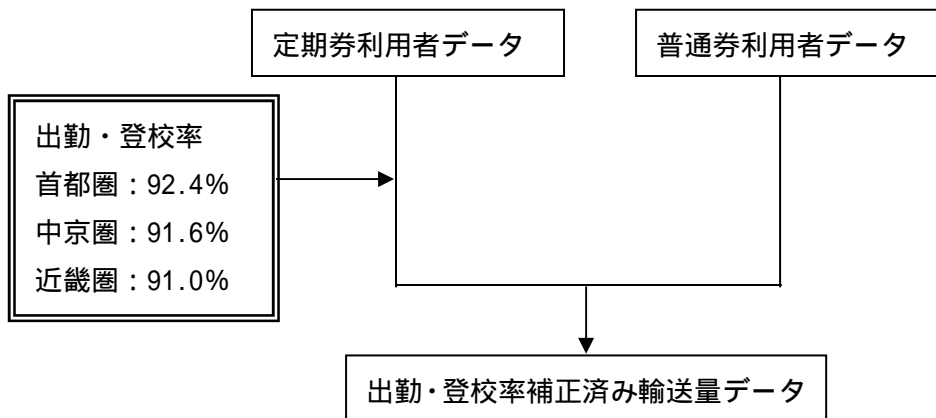 定期券利用者データ
普通券利用者データ
出勤・登校率
首都圏：92.4%
中京圏：91.6%
近畿圏：91.0%
出勤・登校率補正済み輸送量データ